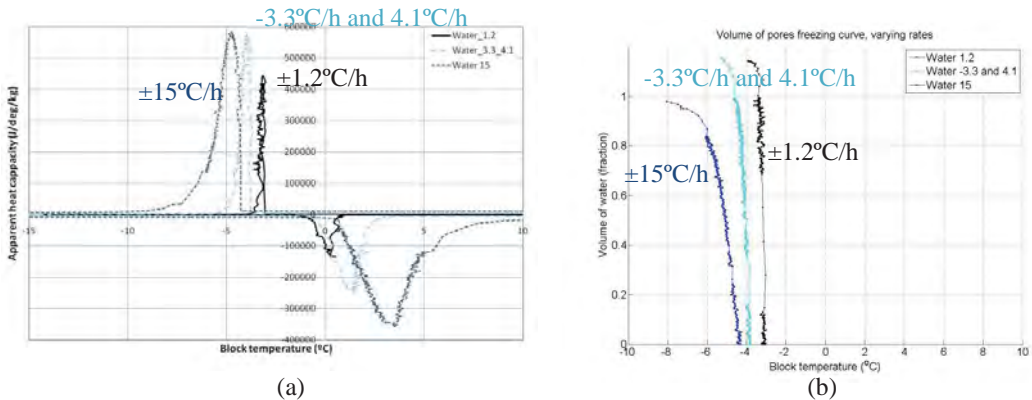 -3.3ºC/h and 4.1ºC/h
600000
500000
400000
300000
200000
100000
0
-100000
-200000
-300000
-400000
-15
-10
-5
0
5
10
Apparent heat cappacity (J/deg/kg)
Block temperature (ºC)
Water_1.2
Water_3.3_4.1
Water 15
±15ºC/h
±1.2ºC/h
(a)
Volume of pores freezing curve, varying rates
Water 1.2
Water -3.3 and 4.1
Water 15
-3.3ºC/h and 4.1ºC/h
±15ºC/h
±1.2ºC/h
Volume of water (fraction)
1
0.8
0.6
0.4
0.2
0
-10
-8
-6
-4
-2
0
2
4
6
8
10
Block temperature (ºC)
(b)